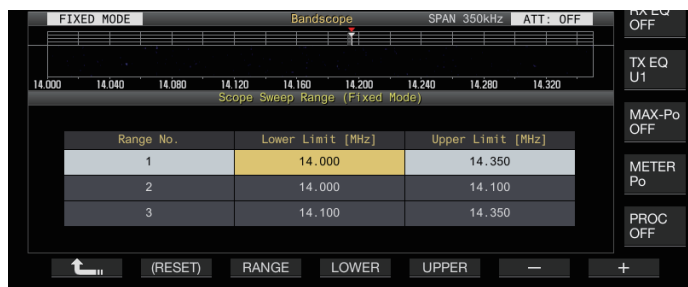 FIXED MODE Bandscope SPAN 350kHz ATT: OFF
14.000 14.040 14.080 14.120 14.160 14.200 14.240 14.280 14.320
Scope Sweep Range (Fixed Mode)
Range No. Lower Limit [MHz] Upper Limit [MHz]
1 14.000 14.350
2 14.000 14.100
3 14.100 14.350
(RESET) RANGE LOWER UPPER — +
RX EQ
OFF
TX EQ
U1
MAX-Po
OFF
METER
Po
PROC
OFF